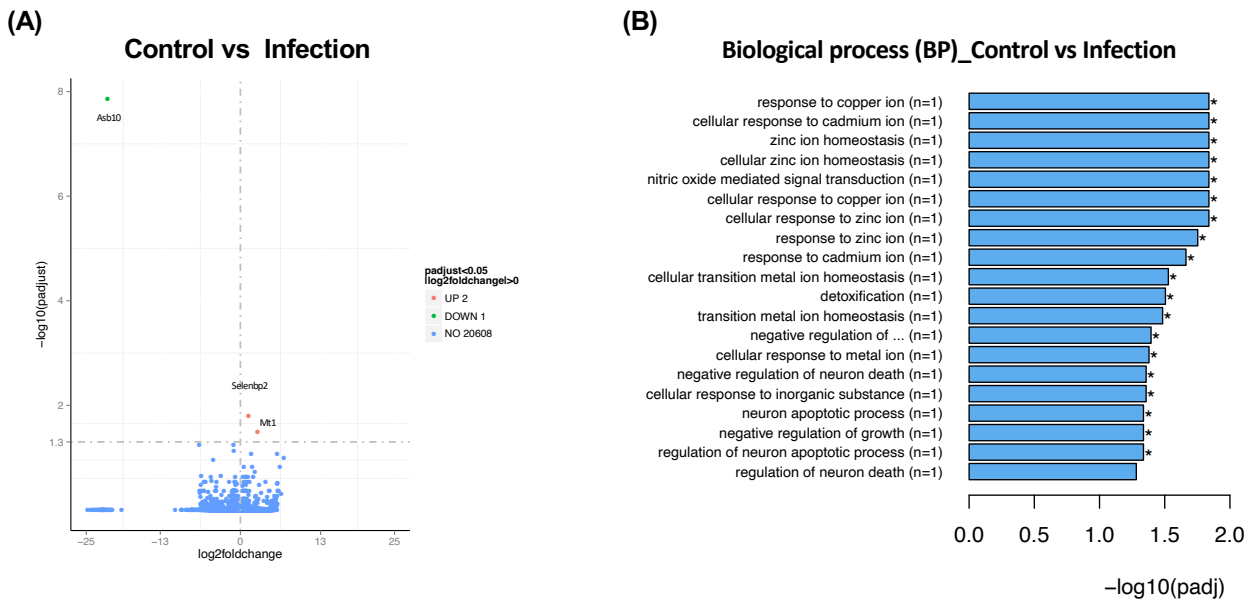 (A)
Control vs Infection
8
Asb10
6
4
Selenbp2
2
Mt1
1.3
−25
−13
0
13
25
log2foldchange
−log10(padjust)
padjust<0.05
|log2foldchange|>0
UP 2
DOWN 1
NO 20608
(B)
Biological process (BP)_Control vs Infection
response to copper ion (n=1)
cellular response to cadmium ion (n=1)
zinc ion homeostasis (n=1)
cellular zinc ion homeostasis (n=1)
nitric oxide mediated signal transduction (n=1)
cellular response to copper ion (n=1)
cellular response to zinc ion (n=1)
response to zinc ion (n=1)
response to cadmium ion (n=1)
cellular transition metal ion homeostasis (n=1)
detoxification (n=1)
transition metal ion homeostasis (n=1)
negative regulation of ... (n=1)
cellular response to metal ion (n=1)
negative regulation of neuron death (n=1)
cellular response to inorganic substance (n=1)
neuron apoptotic process (n=1)
negative regulation of growth (n=1)
regulation of neuron apoptotic process (n=1)
regulation of neuron death (n=1)
* * * * * * * * * * * * * * * * * * *
0.0 0.5 1.0 1.5 2.0
−log10(padj)